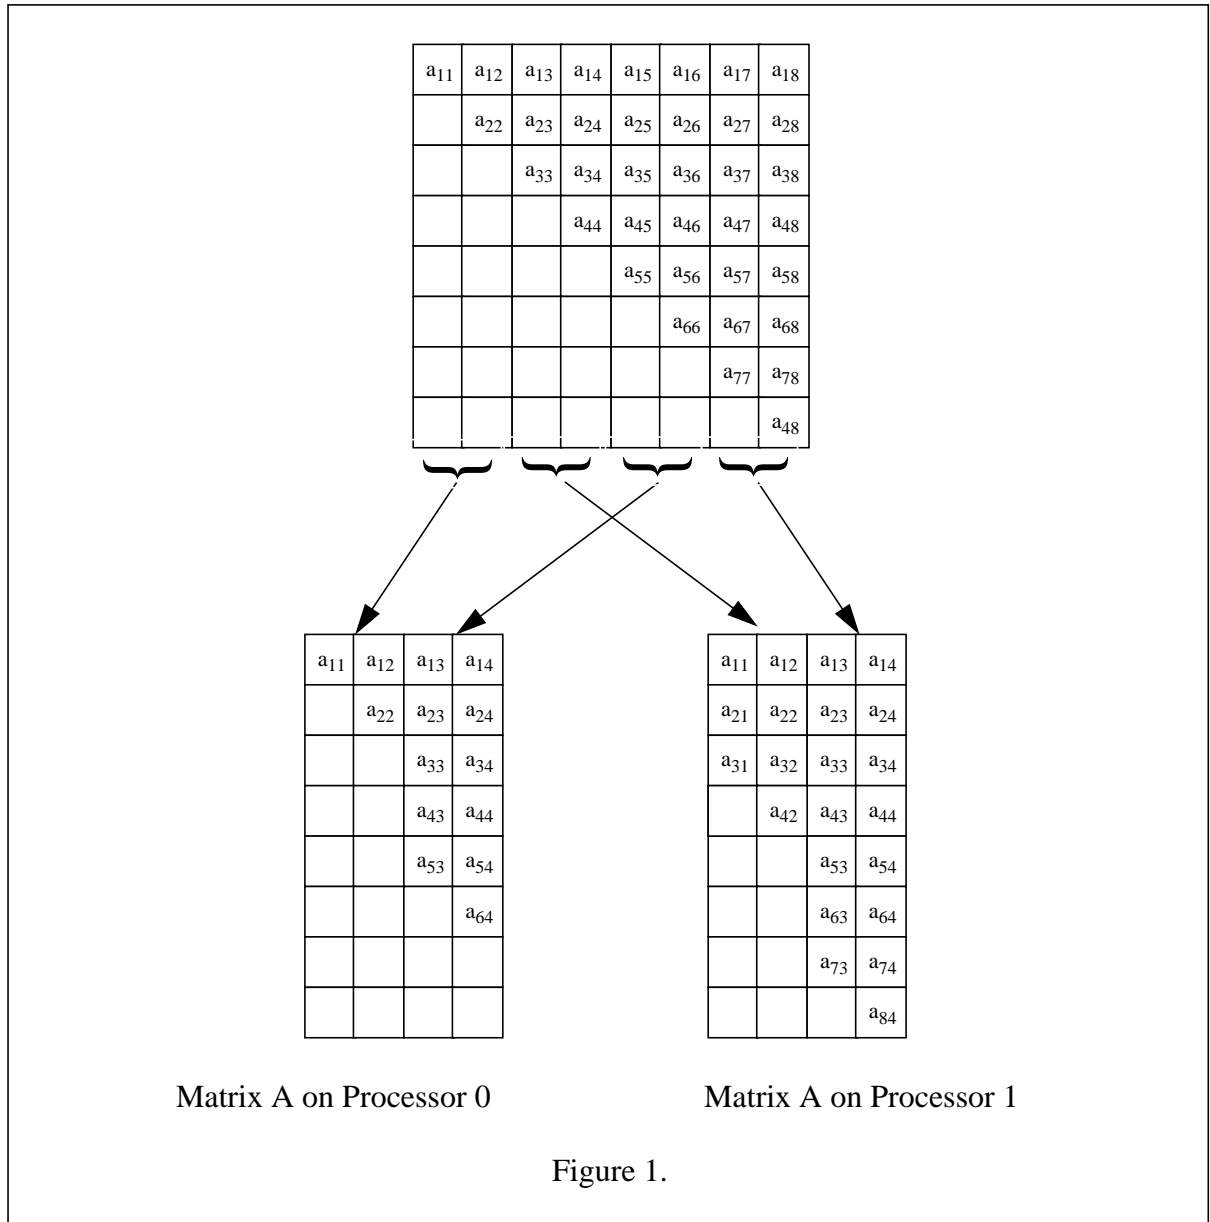 a11 a12 a13 a14 a15 a16 a17 a18
a22 a23 a24 a25 a26 a27 a28
a33 a34 a35 a36 a37 a38
a44 a45 a46 a47 a48
a55 a56 a57 a58
a66 a67 a68
a77 a78
a48
a11 a12 a13 a14
a22 a23 a24
a33 a34
a43 a44
a53 a54
a64
Matrix A on Processor 0
a11 a12 a13 a14
a21 a22 a23 a24
a31 a32 a33 a34
a42 a43 a44
a53 a54
a63 a64
a73 a74
a84
Matrix A on Processor 1
Figure 1.